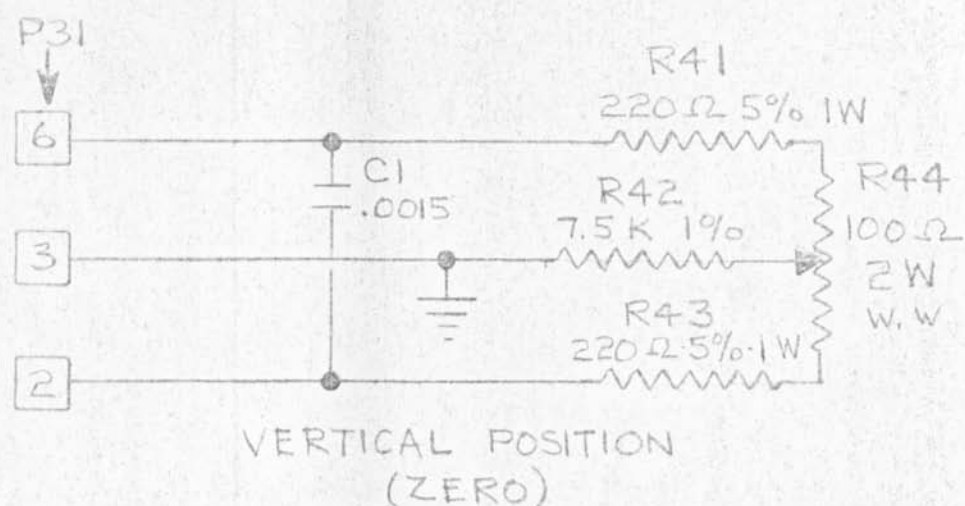 P31
6
3
2
C1
.0015
R41
220Ω 5% 1W
R42
7.5 K 1%
R43
220Ω·5%·1W
R44
100Ω
2 W
W. W
VERTICAL POSITION
(ZERO)